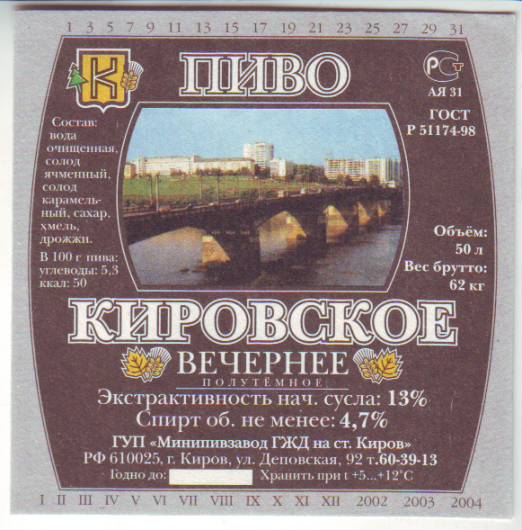 1 3 5 7 9 11 13 15 17 19 21 23 25 27 29 31
К
ПИВО
РСТ
АЯ 31
ГОСТ
Р 51174-98
Состав:
вода
очищенная,
солод
ячменный,
солод
карамель-
ный, сахар,
хмель,
дрожжи.
В 100 г пива:
углеводы: 5,3
ккал: 50
Объём:
50 л
Вес брутто:
62 кг
КИРОВСКОЕ
ВЕЧЕРНЕЕ
ПОЛУТЁМНОЕ
Экстрактивность нач. сусла: 13%
Спирт об. не менее: 4,7%
ГУП «Минипивзавод ГЖД на ст. Киров»
РФ 610025, г. Киров, ул. Деповская, 92 т.60-39-13
Годно до: Хранить при t +5...+12°C
I II III IV V VI VII VIII IX X XI XII 2002 2003 2004